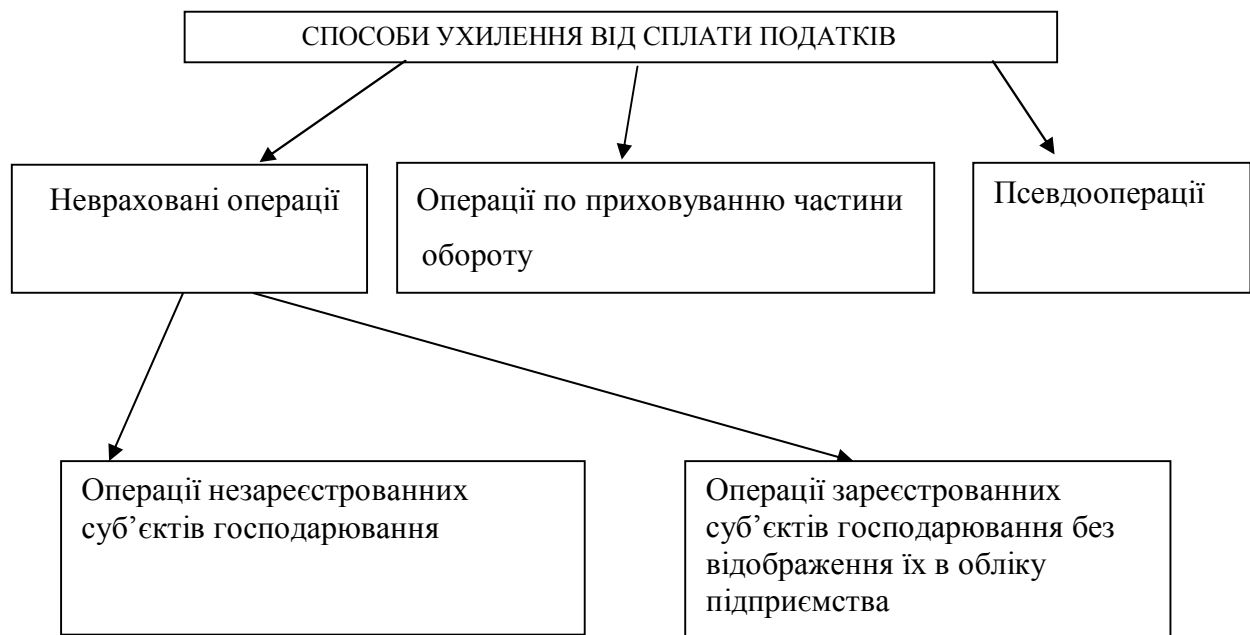 СПОСОБИ УХИЛЕННЯ ВІД СПЛАТИ ПОДАТКІВ
Невраховані операції
Операції по приховуванню частини
обороту
Псевдооперації
Операції незареєстрованних
суб’єктів господарювання
Операції зареєстрованних
суб’єктів господарювання без
відображення їх в обліку
підприємства